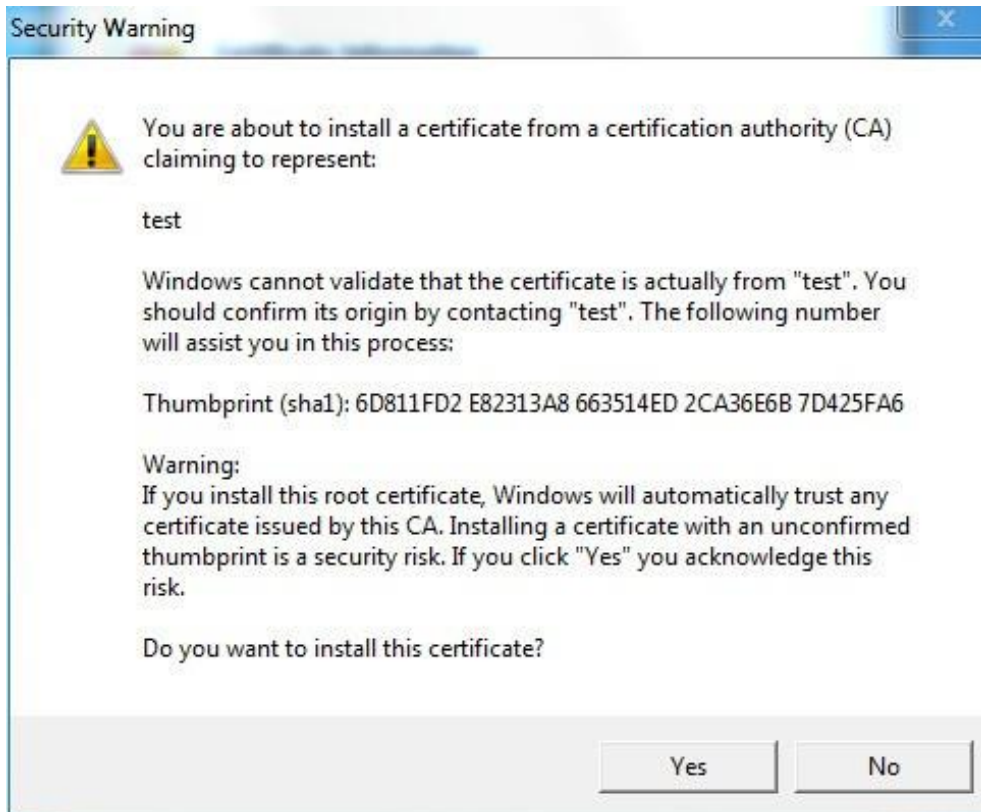 Security Warning
You are about to install a certificate from a certification authority (CA)
claiming to represent:
test
Windows cannot validate that the certificate is actually from "test". You
should confirm its origin by contacting "test". The following number
will assist you in this process:
Thumbprint (sha1): 6D811FD2 E82313A8 663514ED 2CA36E6B 7D425FA6
Warning:
If you install this root certificate, Windows will automatically trust any
certificate issued by this CA. Installing a certificate with an unconfirmed
thumbprint is a security risk. If you click "Yes" you acknowledge this
risk.
Do you want to install this certificate?
Yes No